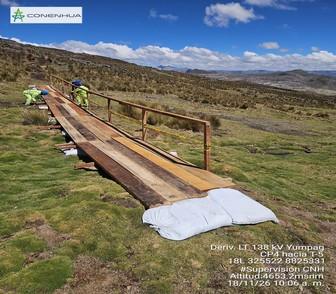 CONENHUA
Deriv. LT 138 kV Yumpag
CP4 hacia T-5
18L 325522 8825331
#Supervisión CNH
Altitud:4653.2msnm
18/11/26 10:06 a. m.